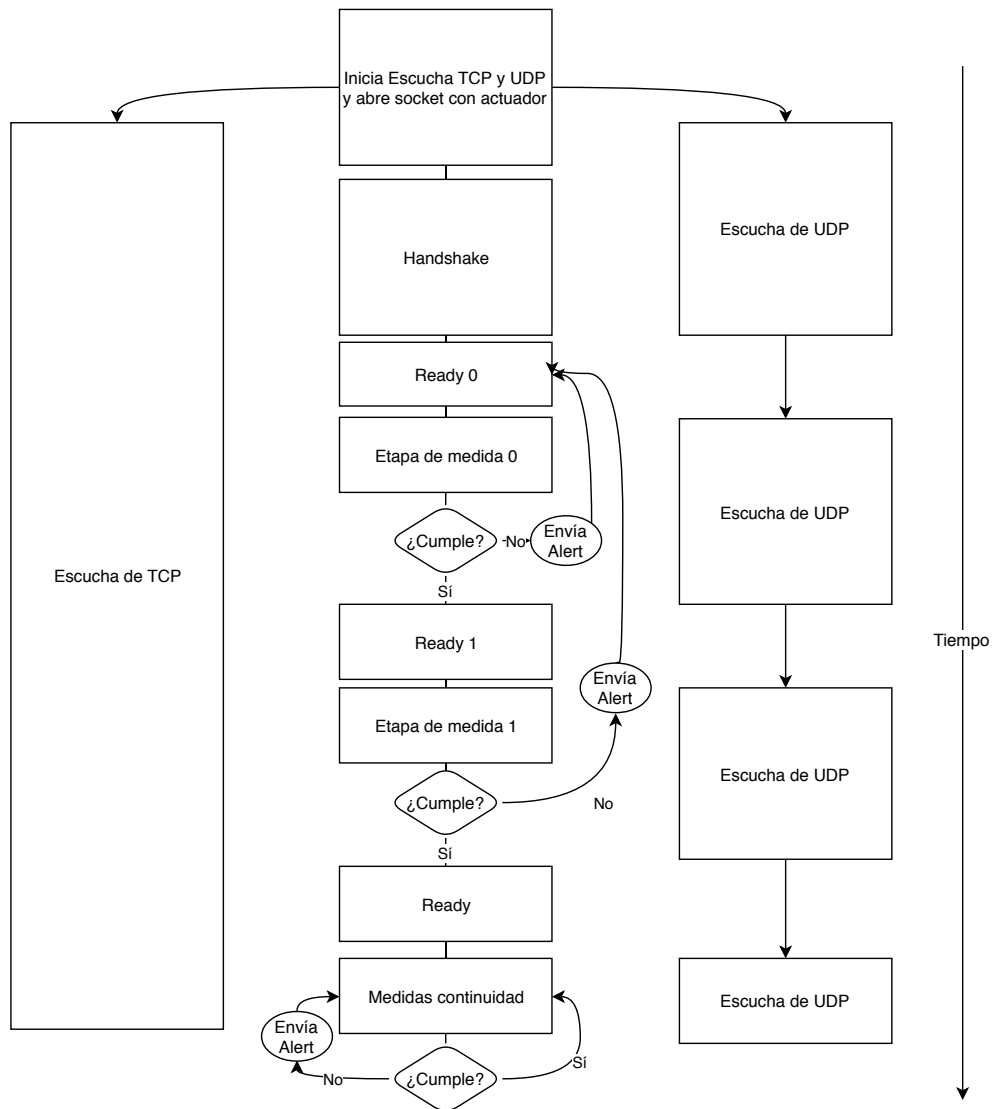 Inicia Escucha TCP y UDP
y abre socket con actuador
Escucha de UDP
Handshake
Ready 0
Etapa de medida 0
Escucha de UDP
¿Cumple?
No
Envía
Alert
Escucha de TCP
Sí
Ready 1
Tiempo
Envía
Alert
Etapa de medida 1
Escucha de UDP
¿Cumple?
No
Sí
Ready
Medidas continuidad
Escucha de UDP
Envía
Alert
Sí
No
¿Cumple?